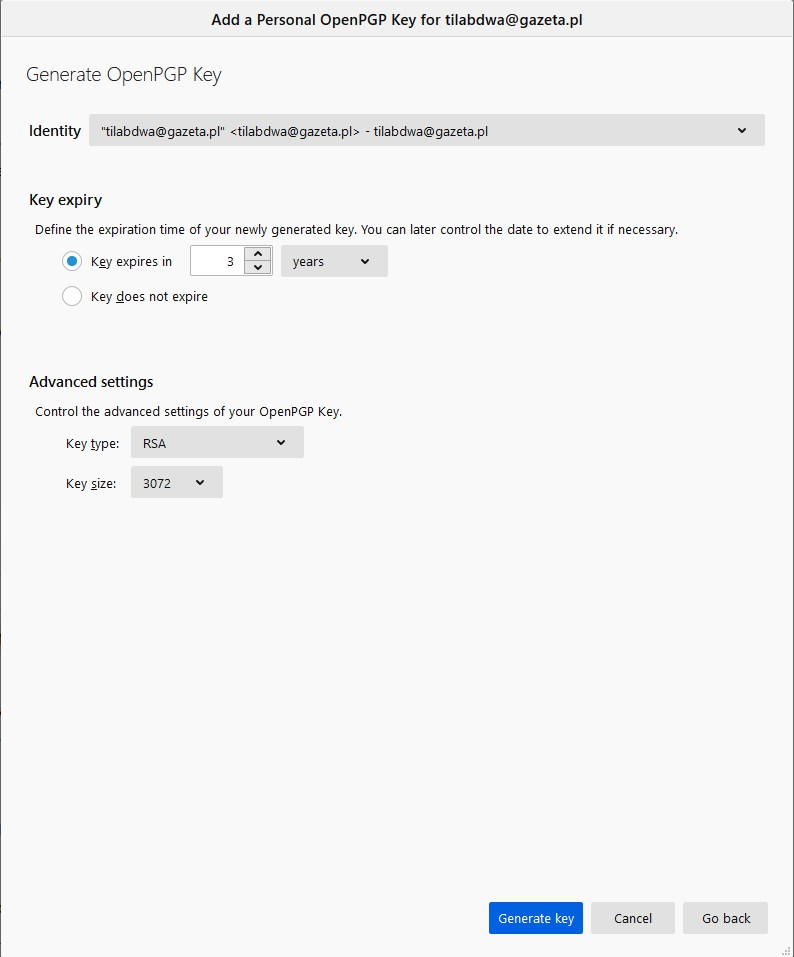 Add a Personal OpenPGP Key for tilabdwa@gazeta.pl
Generate OpenPGP Key
Identity "tilabdwa@gazeta.pl" <tilabdwa@gazeta.pl> - tilabdwa@gazeta.pl
Key expiry
Define the expiration time of your newly generated key. You can later control the date to extend it if necessary.
Key expires in 3 years
Key does not expire
Advanced settings
Control the advanced settings of your OpenPGP Key.
Key type: RSA
Key size: 3072
Generate key Cancel Go back